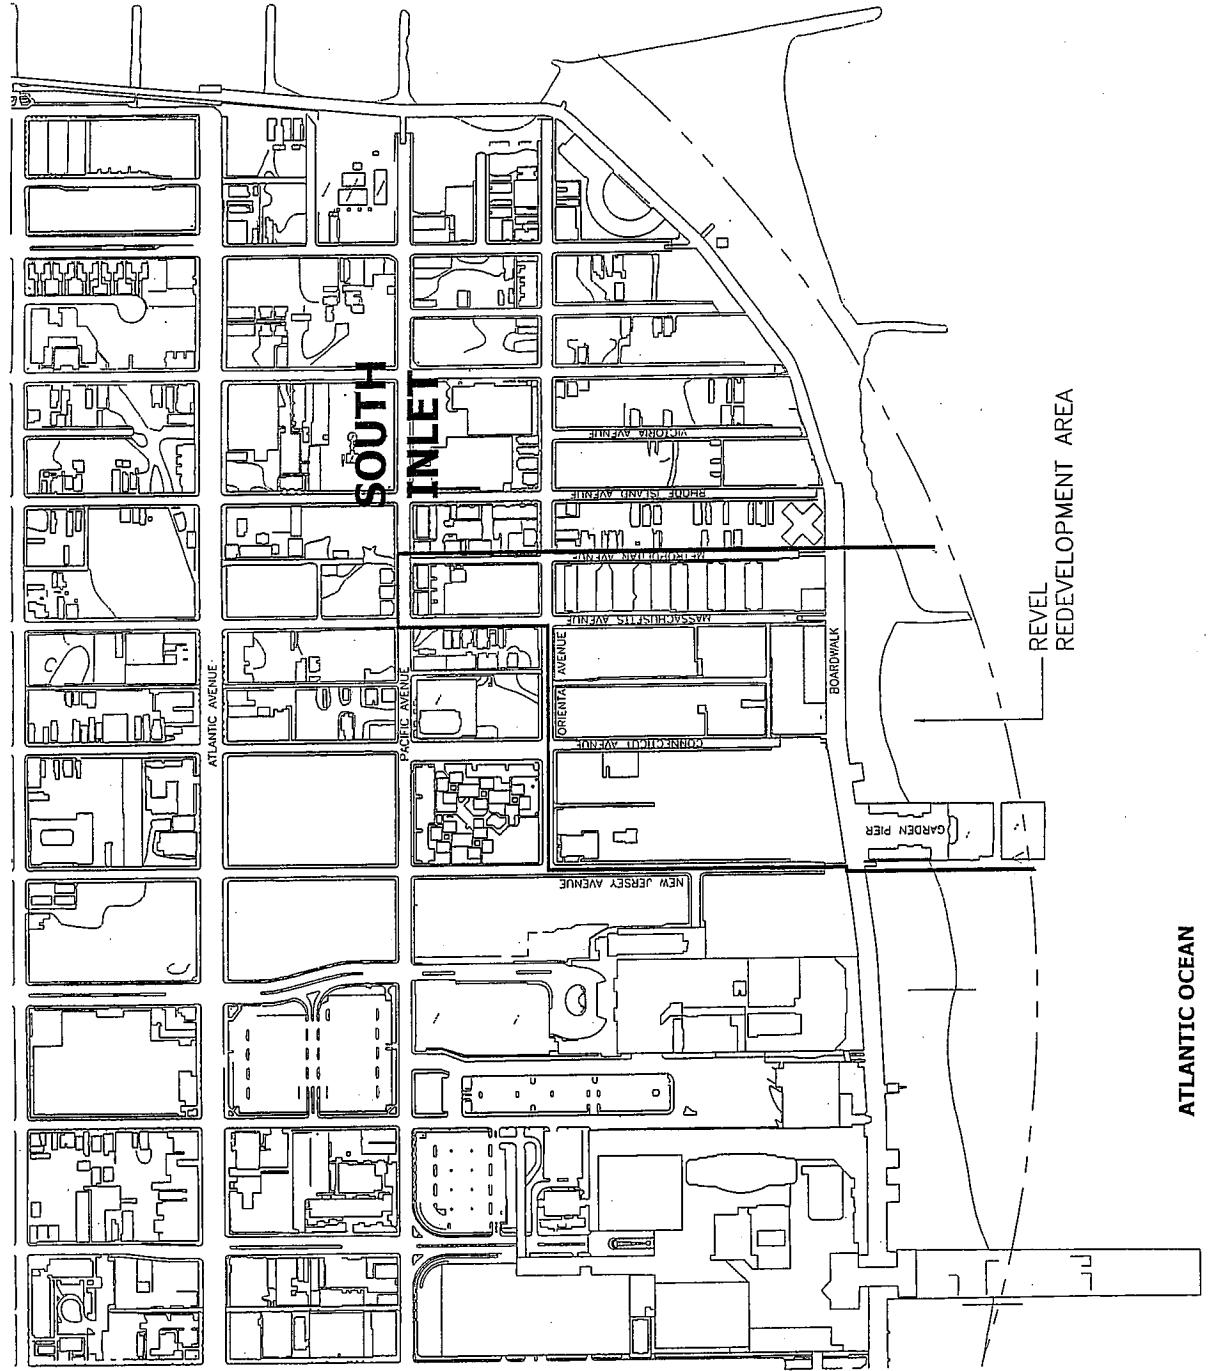 SOUTH
INLET
VICTORIA AVENUE
RHODE ISLAND AVENUE
METROPOLITAN AVENUE
MASSACHUSETTS AVENUE
ORIENTAL AVENUE
BOARDWALK
ATLANTIC AVENUE
PACIFIC AVENUE
CONNECTICUT AVENUE
REVEL
REDEVELOPMENT AREA
GARDEN PIER
NEW JERSEY AVENUE
ATLANTIC OCEAN